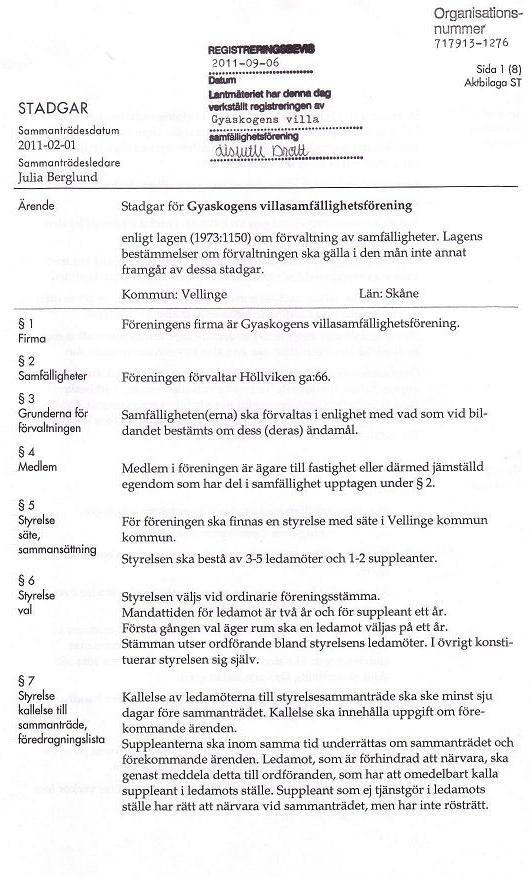 Organisations-
nummer
717913-1276
Sida 1 (8)
Aktbilaga ST
REGISTRERINGSBEVIS
2011-09-06
Datum
Lantmäteriet har denna dag
verkställt registreringen av
Gyaskogens villa
samfällighetsförening
STADGAR
Sammanträdesdatum
2011-02-01
Sammanträdesledare
Julia Berglund
Ärende
Stadgar för Gyaskogens villasamfällighetsförening
enligt lagen (1973:1150) om förvaltning av samfälligheter. Lagens
bestämmelser om förvaltningen ska gälla i den mån inte annat
framgår av dessa stadgar.
Kommun: Vellinge Län: Skåne
§ 1
Firma
Föreningens firma är Gyaskogens villasamfällighetsförening.
§ 2
Samfälligheter
Föreningen förvaltar Höllviken ga:66.
§ 3
Grunderna för
förvaltningen
Samfälligheten(erna) ska förvaltas i enlighet med vad som vid bil-
dandet bestämts om dess (deras) ändamål.
§ 4
Medlem
Medlem i föreningen är ägare till fastighet eller därmed jämställd
egendom som har del i samfällighet upptagen under § 2.
§ 5
Styrelse
säte,
sammansättning
För föreningen ska finnas en styrelse med säte i Vellinge kommun
kommun.
Styrelsen ska bestå av 3-5 ledamöter och 1-2 suppleanter.
§ 6
Styrelse
val
Styrelsen väljs vid ordinarie föreningsstämma.
Mandattiden för ledamot är två år och för suppleant ett år.
Första gången val äger rum ska en ledamot väljas på ett år.
Stämman utser ordförande bland styrelsens ledamöter. I övrigt konsti-
tuerar styrelsen sig själv.
§ 7
Styrelse
kallelse till
sammanträde,
föredragningslista
Kallelse av ledamöterna till styrelsesammanträde ska ske minst sju
dagar före sammanträdet. Kallelse ska innehålla uppgift om före-
kommande ärenden.
Suppleanterna ska inom samma tid underrättas om sammanträdet och
förekommande ärenden. Ledamot, som är förhindrad att närvara, ska
genast meddela detta till ordföranden, som har att omedelbart kalla
suppleant i ledamots ställe. Suppleant som ej tjänstgör i ledamots
ställe har rätt att närvara vid sammanträdet, men har inte rösträtt.